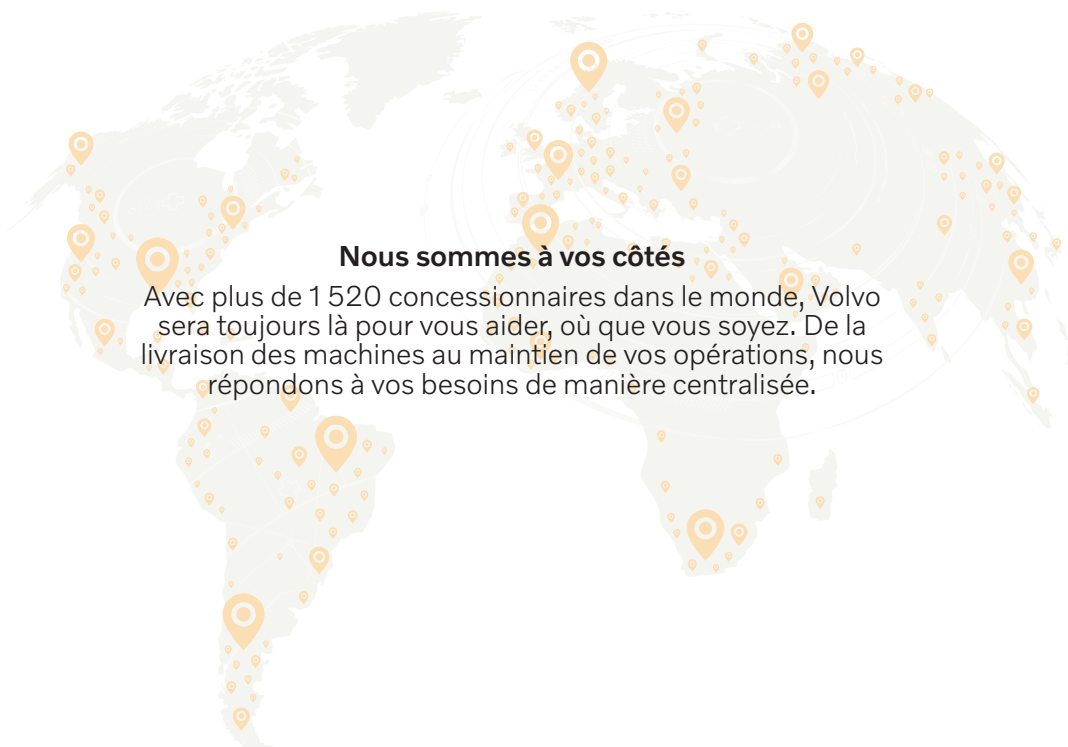 Nous sommes à vos côtés
Avec plus de 1 520 concessionnaires dans le monde, Volvo
sera toujours là pour vous aider, où que vous soyez. De la
livraison des machines au maintien de vos opérations, nous
répondons à vos besoins de manière centralisée.